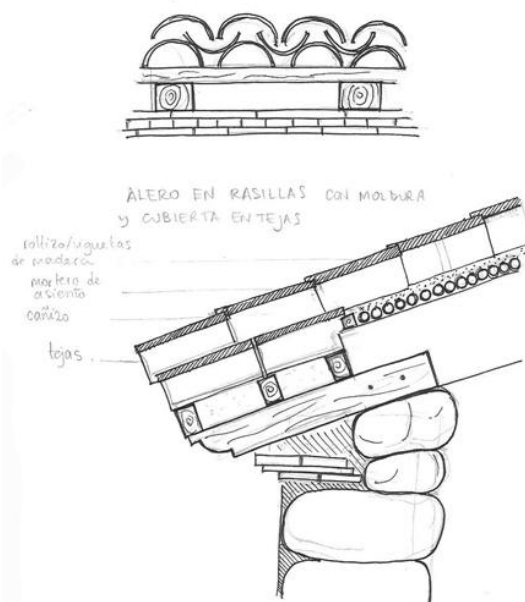 ALERO EN RASILLAS CON MOLDURA
y CUBIERTA EN TEJAS
rollizo/viguetas
de madera
mortero de
asiento
cañizo
tejas